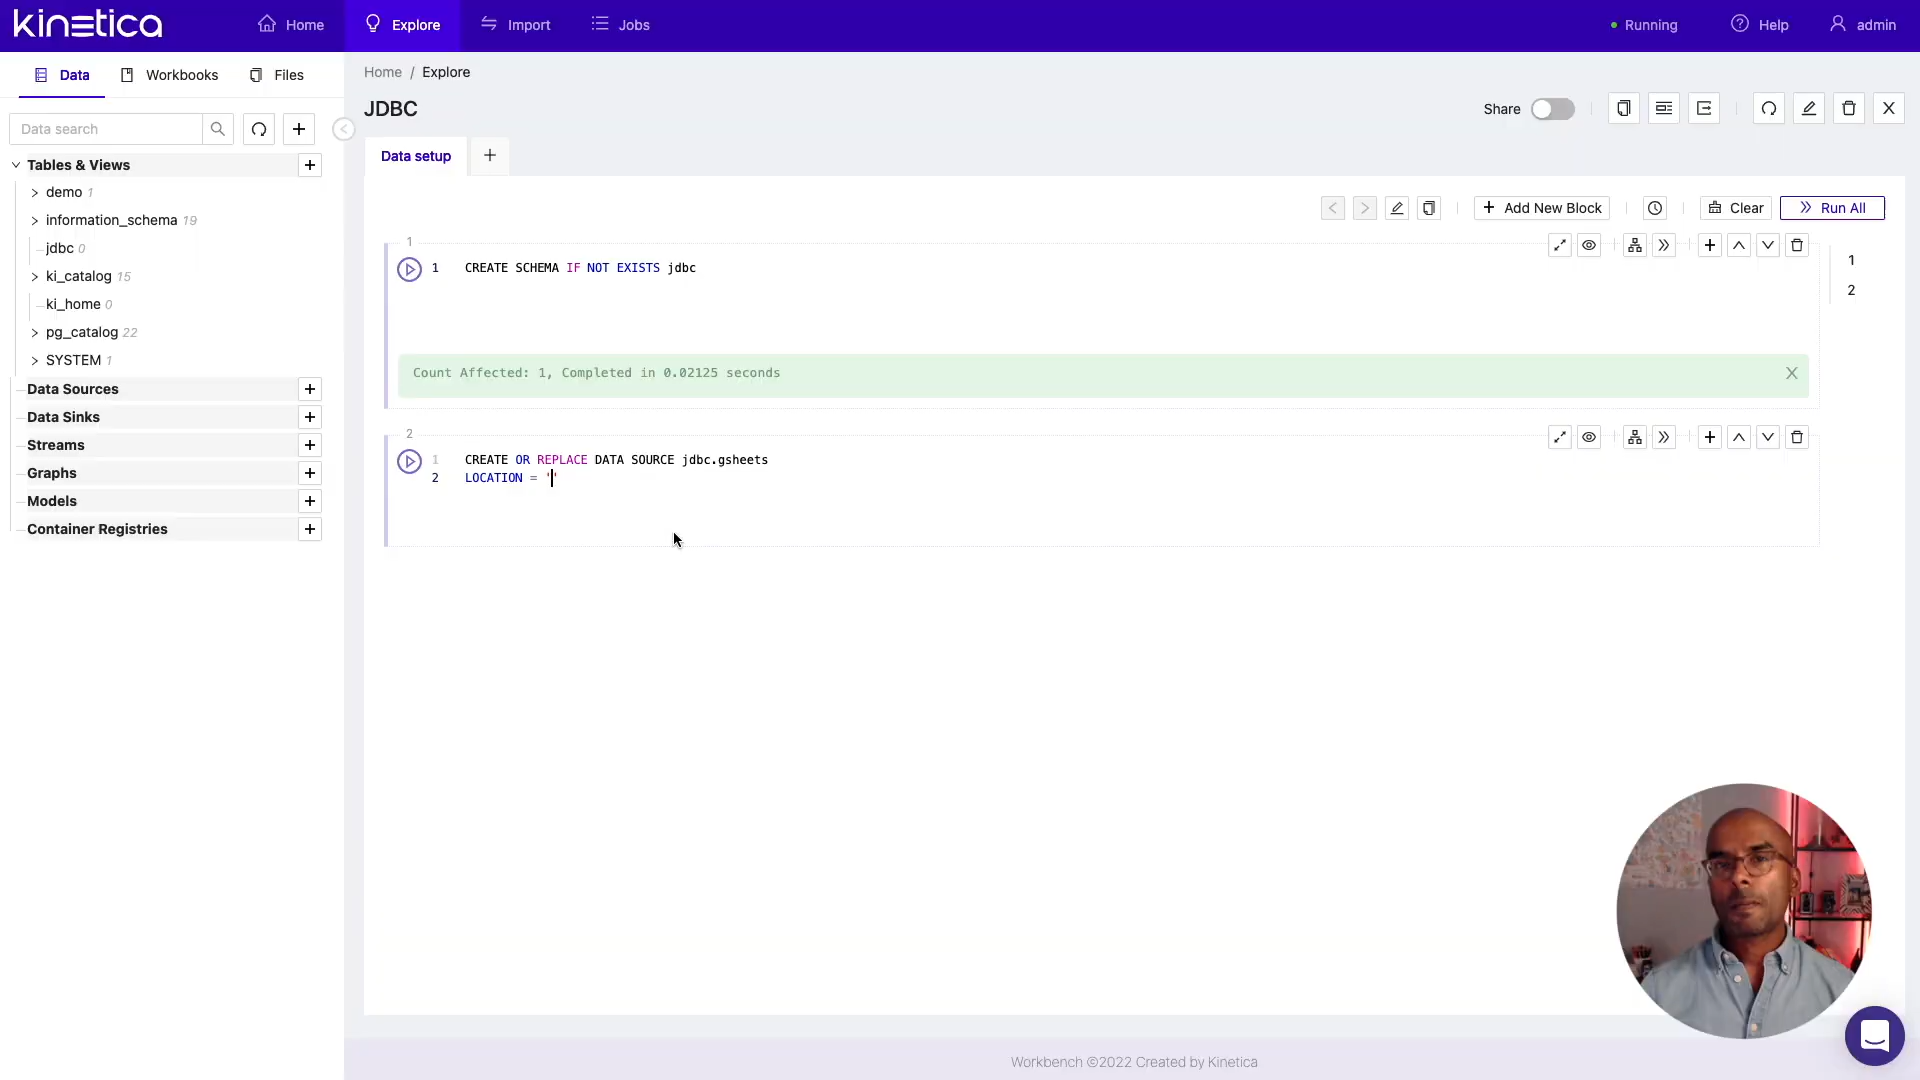 kinetica
Home
Explore
Import
Jobs
Running
Help
admin
Data
Workbooks
Files
Data search
Tables & Views
demo 1
information_schema 19
jdbc 0
ki_catalog 15
ki_home 0
pg_catalog 22
SYSTEM 1
Data Sources
Data Sinks
Streams
Graphs
Models
Container Registries
Home / Explore
JDBC
Share
Data setup
Add New Block
Clear
Run All
1
1 CREATE SCHEMA IF NOT EXISTS jdbc
Count Affected: 1, Completed in 0.02125 seconds
2
1 CREATE OR REPLACE DATA SOURCE jdbc.gsheets
2 LOCATION = ''
1
2
Workbench ©2022 Created by Kinetica